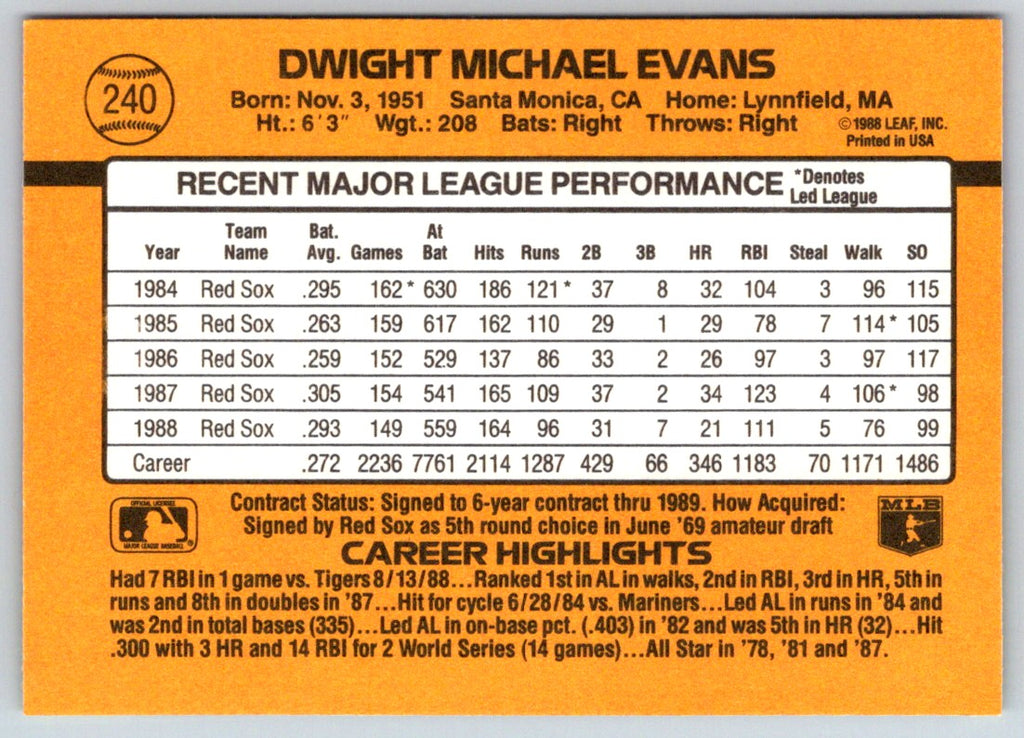 DWIGHT MICHAEL EVANS
240
Born: Nov. 3, 1951 Santa Monica, CA Home: Lynnfield, MA
Ht.: 6´3˝ Wgt.: 208 Bats: Right Throws: Right
©1988 LEAF, INC.
Printed in USA
RECENT MAJOR LEAGUE PERFORMANCE *Denotes Led League
Year Team Name Bat. Avg. Games At Bat Hits Runs 2B 3B HR RBI Steal Walk SO
1984 Red Sox .295 162* 630 186 121* 37 8 32 104 3 96 115
1985 Red Sox .263 159 617 162 110 29 1 29 78 7 114* 105
1986 Red Sox .259 152 529 137 86 33 2 26 97 3 97 117
1987 Red Sox .305 154 541 165 109 37 2 34 123 4 106* 98
1988 Red Sox .293 149 559 164 96 31 7 21 111 5 76 99
Career .272 2236 7761 2114 1287 429 66 346 1183 70 1171 1486
Contract Status: Signed to 6-year contract thru 1989. How Acquired:
Signed by Red Sox as 5th round choice in June '69 amateur draft
OFFICIAL LICENSEE
MAJOR LEAGUE BASEBALL
®
MLB
CAREER HIGHLIGHTS
Had 7 RBI in 1 game vs. Tigers 8/13/88...Ranked 1st in AL in walks, 2nd in RBI, 3rd in HR, 5th in
runs and 8th in doubles in '87...Hit for cycle 6/28/84 vs. Mariners...Led AL in runs in '84 and
was 2nd in total bases (335)...Led AL in on-base pct. (.403) in '82 and was 5th in HR (32)...Hit
.300 with 3 HR and 14 RBI for 2 World Series (14 games)...All Star in '78, '81 and '87.